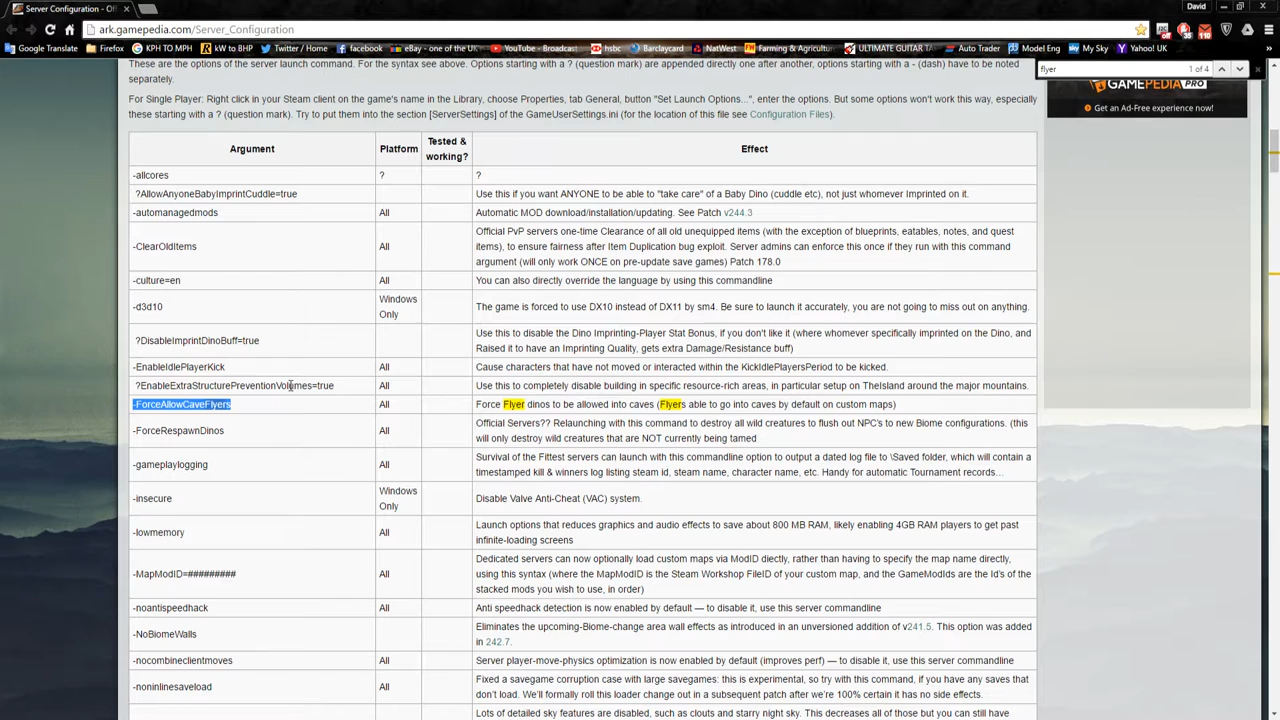 Server Configuration - Of
David
ark.gamepedia.com/Server_Configuration
Google Translate
Firefox
KPH TO MPH
kW to BHP
Twitter / Home
facebook
eBay - one of the UK
YouTube - Broadcast
hsbc
Barclaycard
NatWest
Farming & Agricultu
ULTIMATE GUITAR TA
Auto Trader
Model Eng
My Sky
Yahoo! UK
flyer
1 of 4
These are the options of the server launch command. For the syntax see above. Options starting with a ? (question mark) are appended directly one after another, options starting with a - (dash) have to be noted
separately.
For Single Player: Right click in your Steam client on the game's name in the Library, choose Properties, tab General, button "Set Launch Options...", enter the options. But some options won't work this way, especially
these starting with a ? (question mark). Try to put them into the section [ServerSettings] of the GameUserSettings.ini (for the location of this file see Configuration Files).
GAMEPEDIA PRO
Get an Ad-Free experience now!
Argument Platform Tested & working? Effect
-allcores ? ?
?AllowAnyoneBabyImprintCuddle=true Use this if you want ANYONE to be able to "take care" of a Baby Dino (cuddle etc), not just whomever Imprinted on it.
-automanagedmods All Automatic MOD download/installation/updating. See Patch v244.3
-ClearOldItems All Official PvP servers one-time Clearance of all old unequipped items (with the exception of blueprints, eatables, notes, and quest
items), to ensure fairness after Item Duplication bug exploit. Server admins can enforce this once if they run with this command
argument (will only work ONCE on pre-update save games) Patch 178.0
-culture=en All You can also directly override the language by using this commandline
-d3d10 Windows Only The game is forced to use DX10 instead of DX11 by sm4. Be sure to launch it accurately, you are not going to miss out on anything.
?DisableImprintDinoBuff=true Use this to disable the Dino Imprinting-Player Stat Bonus, if you don't like it (where whomever specifically imprinted on the Dino, and
Raised it to have an Imprinting Quality, gets extra Damage/Resistance buff)
-EnableIdlePlayerKick All Cause characters that have not moved or interacted within the KickIdlePlayersPeriod to be kicked.
?EnableExtraStructurePreventionVolumes=true All Use this to completely disable building in specific resource-rich areas, in particular setup on TheIsland around the major mountains.
-ForceAllowCaveFlyers All Force Flyer dinos to be allowed into caves (Flyers able to go into caves by default on custom maps)
-ForceRespawnDinos All Official Servers?? Relaunching with this command to destroy all wild creatures to flush out NPC's to new Biome configurations. (this
will only destroy wild creatures that are NOT currently being tamed
-gameplaylogging All Survival of the Fittest servers can launch with this commandline option to output a dated log file to \Saved folder, which will contain a
timestamped kill & winners log listing steam id, steam name, character name, etc. Handy for automatic Tournament records…
-insecure Windows Only Disable Valve Anti-Cheat (VAC) system.
-lowmemory All Launch options that reduces graphics and audio effects to save about 800 MB RAM, likely enabling 4GB RAM players to get past
infinite-loading screens
-MapModID=######### All Dedicated servers can now optionally load custom maps via ModID diectly, rather than having to specify the map name directly,
using this syntax (where the MapModID is the Steam Workshop FileID of your custom map, and the GameModIds are the Id's of the
stacked mods you wish to use, in order)
-noantispeedhack All Anti speedhack detection is now enabled by default — to disable it, use this server commandline
-NoBiomeWalls Eliminates the upcoming-Biome-change area wall effects as introduced in an unversioned addition of v241.5. This option was added
in 242.7.
-nocombineclientmoves All Server player-move-physics optimization is now enabled by default (improves perf) — to disable it, use this server commandline
-noninlinesaveload All Fixed a savegame corruption case with large savegames: this is experimental, so try with this command, if you have any saves that
don't load. We'll formally roll this loader change out in a subsequent patch after we're 100% certain it has no side effects.
Lots of detailed sky features are disabled, such as clouts and starry night sky. This decreases all of those but you can still have